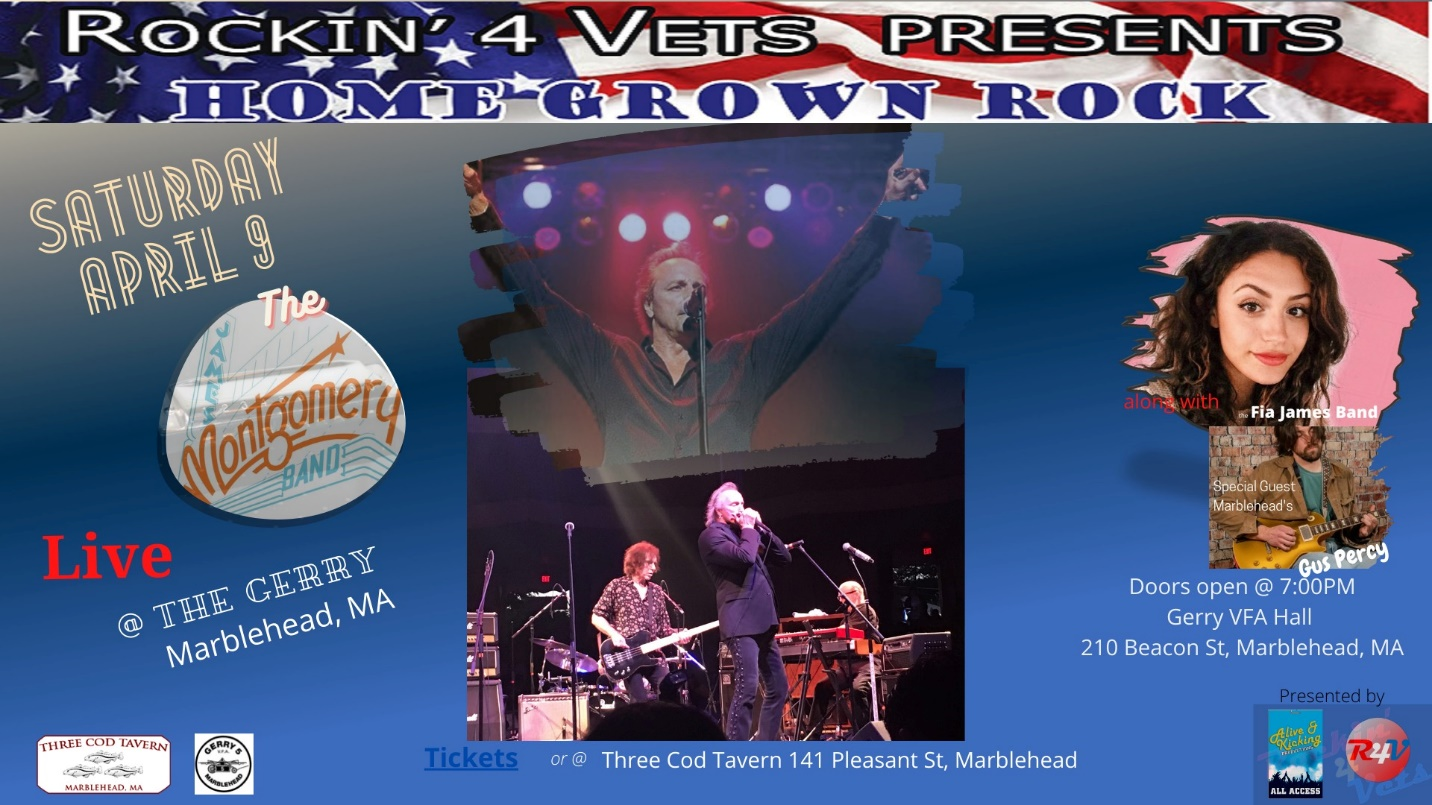 ROCKIN' 4 VETS PRESENTS
HOME GROWN ROCK
SATURDAY
APRIL 9
The
JAMES
Montgomery
BAND
Live
@ THE GERRY
Marblehead, MA
along with
the Fia James Band
Special Guest
Marblehead's
Gus Percy
Doors open @ 7:00PM
Gerry VFA Hall
210 Beacon St, Marblehead, MA
Presented by
Alive &
Kicking
ALL ACCESS
R4V
THREE COD TAVERN
MARBLEHEAD, MA
GERRY 5
V.F.A.
MARBLEHEAD
Tickets or @ Three Cod Tavern 141 Pleasant St, Marblehead